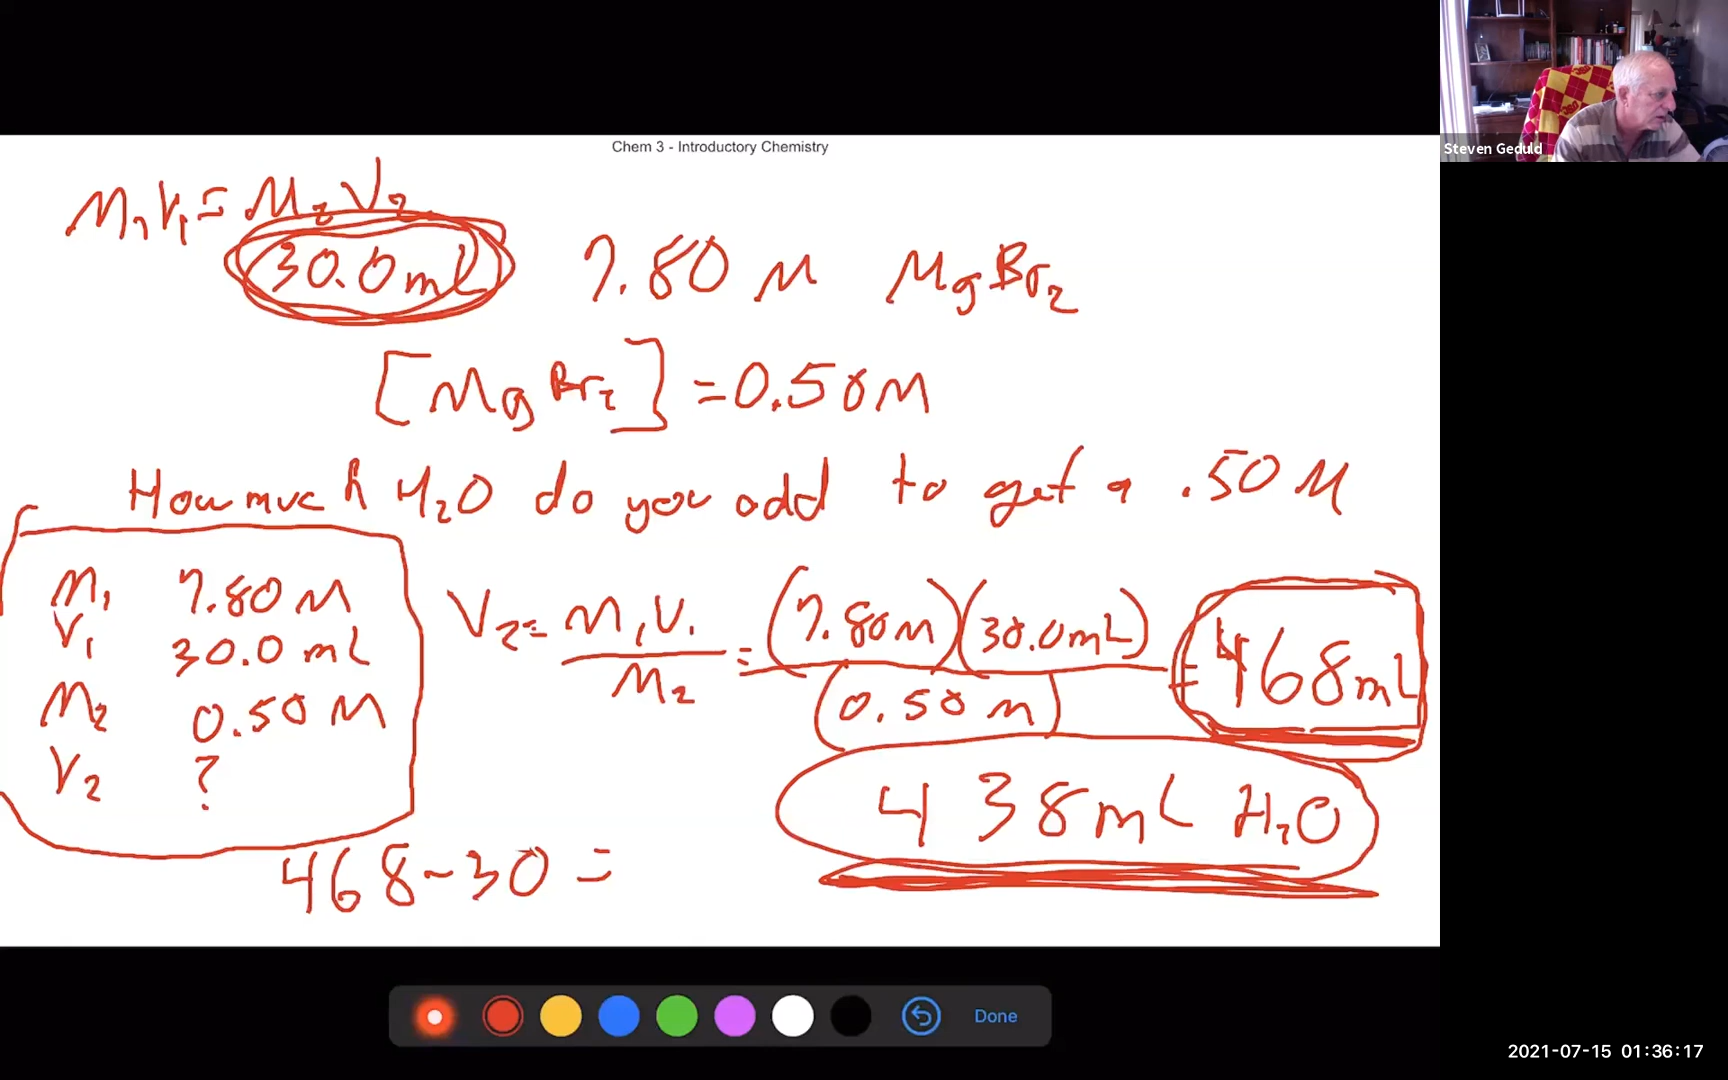 Steven Geduld
Chem 3 - Introductory Chemistry
M₁V₁ = M₂V₂
30.0 mL 7.80 M MgBr₂
[MgBr₂] = 0.50 M
How much H₂O do you add to get a .50 M
M₁ 7.80 M
V₁ 30.0 mL
M₂ 0.50 M
V₂ ?
V₂ = M₁V₁ / M₂ = (7.80 M)(30.0 mL) / (0.50 M) = 468 mL
438 mL H₂O
468 - 30 =
Done
2021-07-15 01:36:17